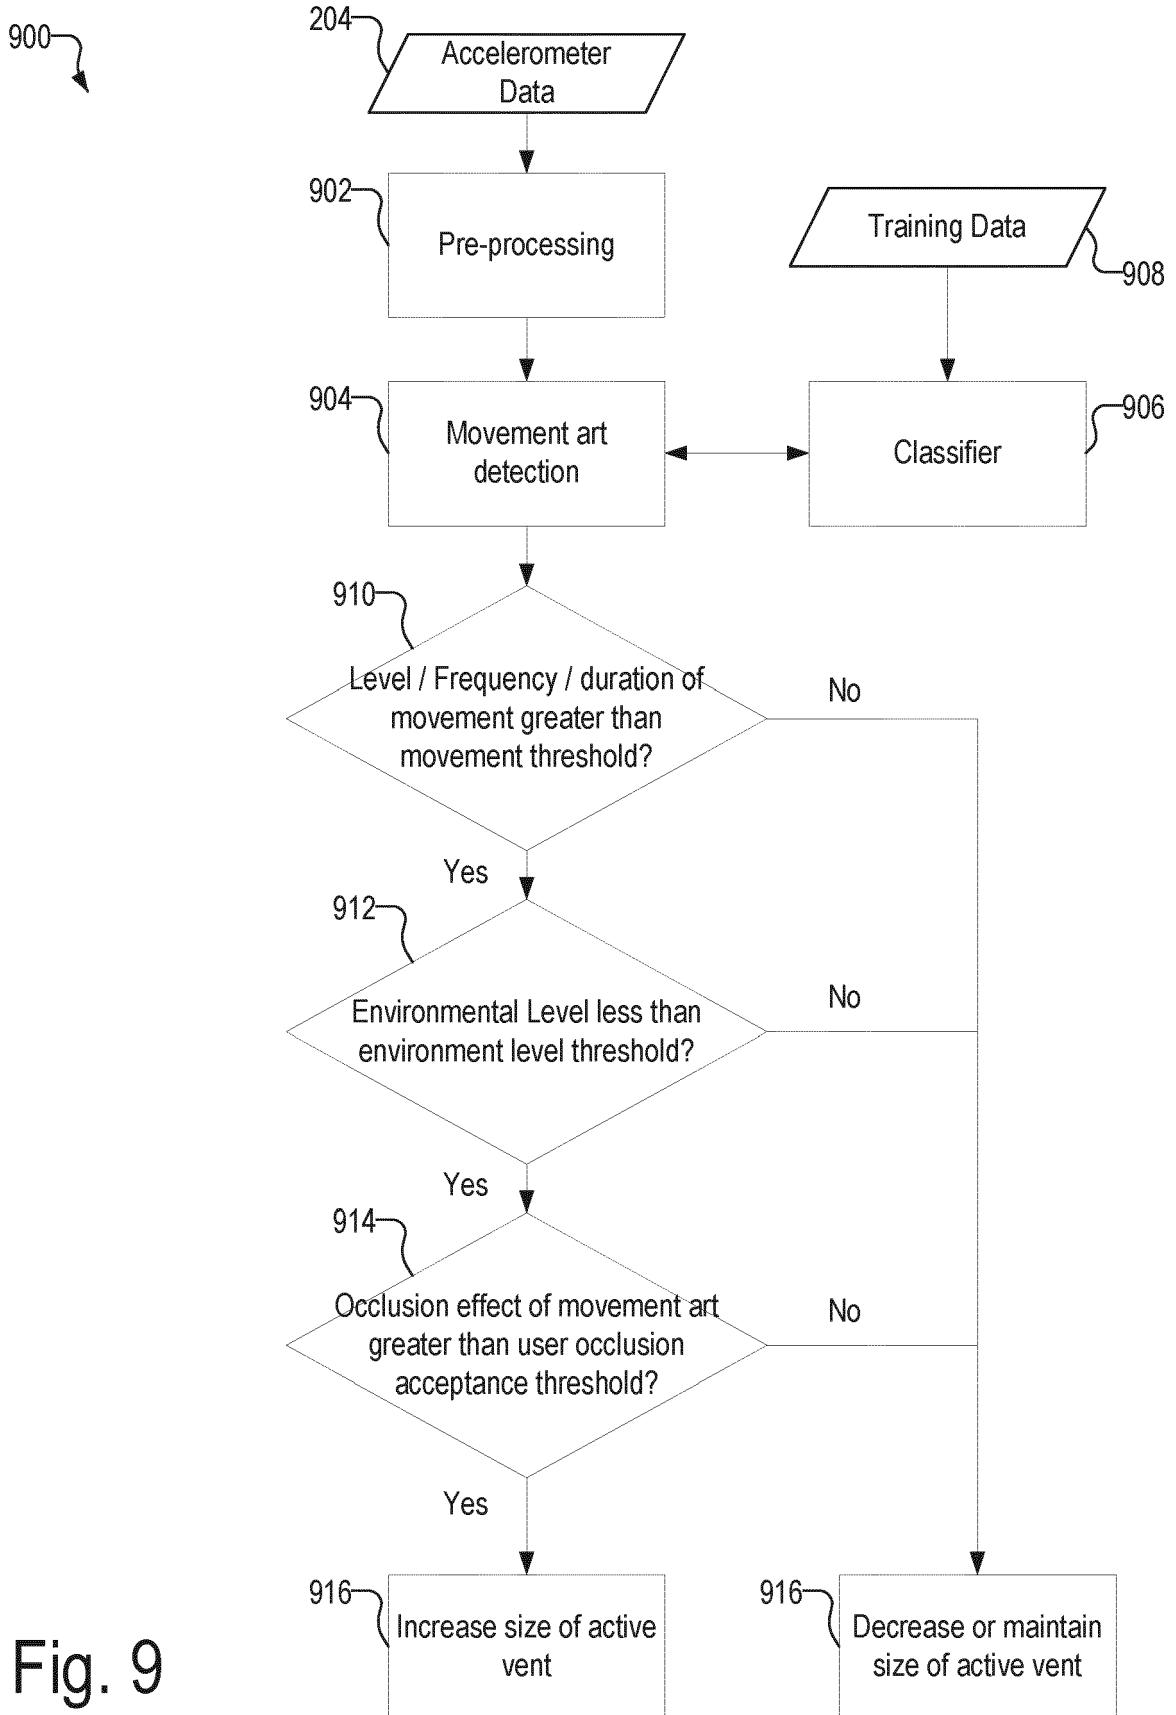 900
204
Accelerometer
Data
902
Pre-processing
Training Data
908
904
Movement art
detection
Classifier
906
910
Level / Frequency / duration of
movement greater than
movement threshold?
No
Yes
912
Environmental Level less than
environment level threshold?
No
Yes
914
Occlusion effect of movement art
greater than user occlusion
acceptance threshold?
No
Yes
916
Increase size of active
vent
916
Decrease or maintain
size of active vent
Fig. 9